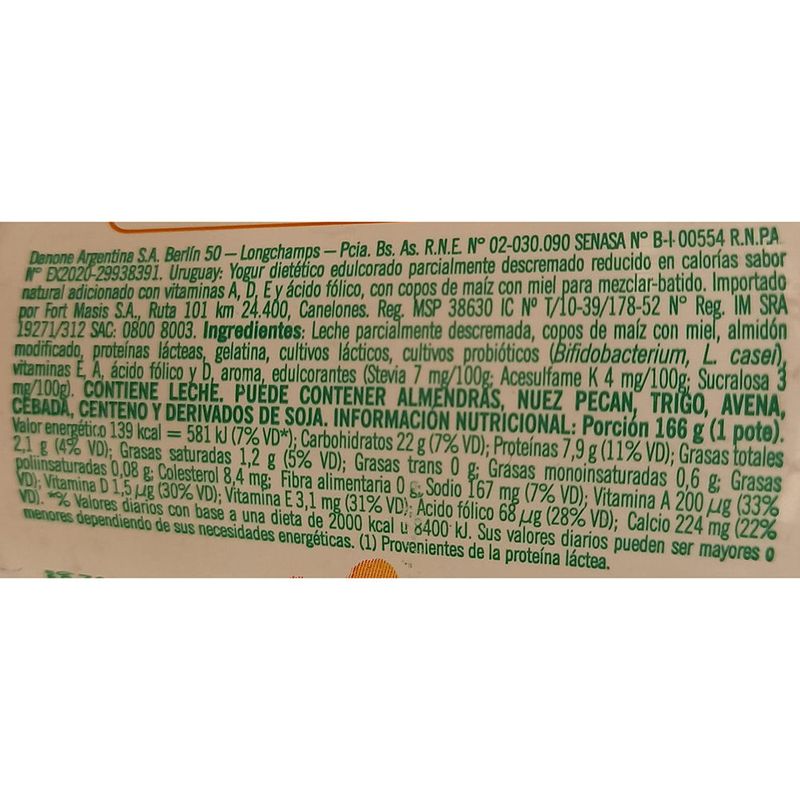 Danone Argentina S.A. Berlín 50 – Longchamps – Pcia. Bs. As. R.N.E. Nº 02-030.090 SENASA Nº B-I-00554 R.N.P.A.
Nº EX2020-29938391. Uruguay: Yogur dietético edulcorado parcialmente descremado reducido en calorías sabor
natural adicionado con vitaminas A, D, E y ácido fólico, con copos de maíz con miel para mezclar-batido. Importado
por Fort Masis S.A., Ruta 101 km 24.400, Canelones. Reg. MSP 38630 IC Nº T/10-39/178-52 N° Reg. IM SRA
19271/312 SAC: 0800 8003. Ingredientes: Leche parcialmente descremada, copos de maíz con miel, almidón
modificado, proteínas lácteas, gelatina, cultivos lácticos, cultivos probióticos (Bifidobacterium, L. casei),
vitaminas E, A, ácido fólico y D, aroma, edulcorantes (Stevia 7 mg/100g; Acesulfame K 4 mg/100g; Sucralosa 3
mg/100g). CONTIENE LECHE. PUEDE CONTENER ALMENDRAS, NUEZ PECAN, TRIGO, AVENA,
CEBADA, CENTENO Y DERIVADOS DE SOJA. INFORMACIÓN NUTRICIONAL: Porción 166 g (1 pote).
Valor energético 139 kcal = 581 kJ (7% VD*); Carbohidratos 22 g (7% VD); Proteínas 7,9 g (11% VD); Grasas totales
2,1 g (4% VD); Grasas saturadas 1,2 g (5% VD); Grasas trans 0 g; Grasas monoinsaturadas 0,6 g; Grasas
poliinsaturadas 0,08 g; Colesterol 8,4 mg; Fibra alimentaria 0 g; Sodio 167 mg (7% VD); Vitamina A 200 µg (33%
VD); Vitamina D 1,5 µg (30% VD); Vitamina E 3,1 mg (31% VD); Ácido fólico 68 µg (28% VD); Calcio 224 mg (22%
VD). *% Valores diarios con base a una dieta de 2000 kcal u 8400 kJ. Sus valores diarios pueden ser mayores o
menores dependiendo de sus necesidades energéticas. (1) Provenientes de la proteína láctea.